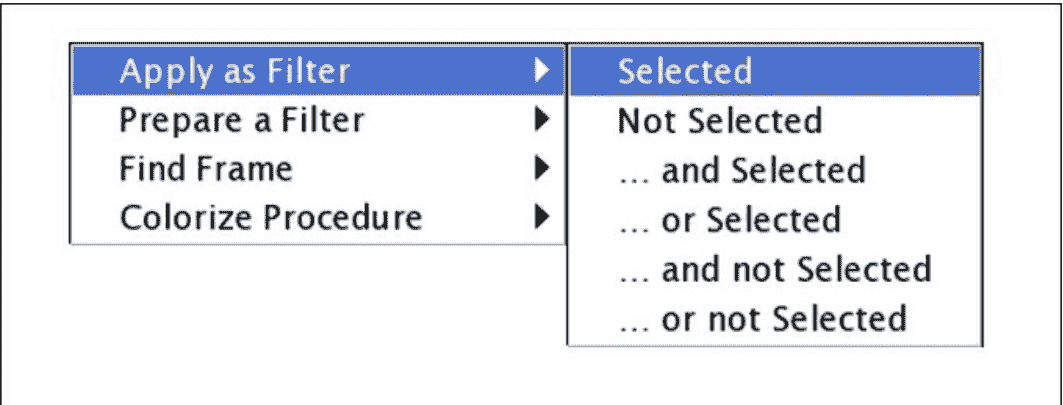 Apply as Filter
Prepare a Filter
Find Frame
Colorize Procedure
Selected
Not Selected
... and Selected
... or Selected
... and not Selected
... or not Selected